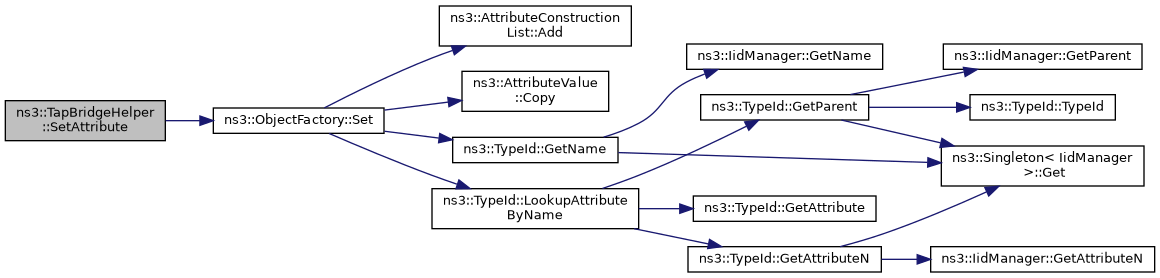 ns3::TapBridgeHelper
::SetAttribute
ns3::ObjectFactory::Set
ns3::AttributeConstruction
List::Add
ns3::AttributeValue
::Copy
ns3::TypeId::GetName
ns3::TypeId::LookupAttribute
ByName
ns3::IidManager::GetName
ns3::TypeId::GetParent
ns3::TypeId::GetAttribute
ns3::TypeId::GetAttributeN
ns3::IidManager::GetParent
ns3::TypeId::TypeId
ns3::Singleton< IidManager
>::Get
ns3::IidManager::GetAttributeN